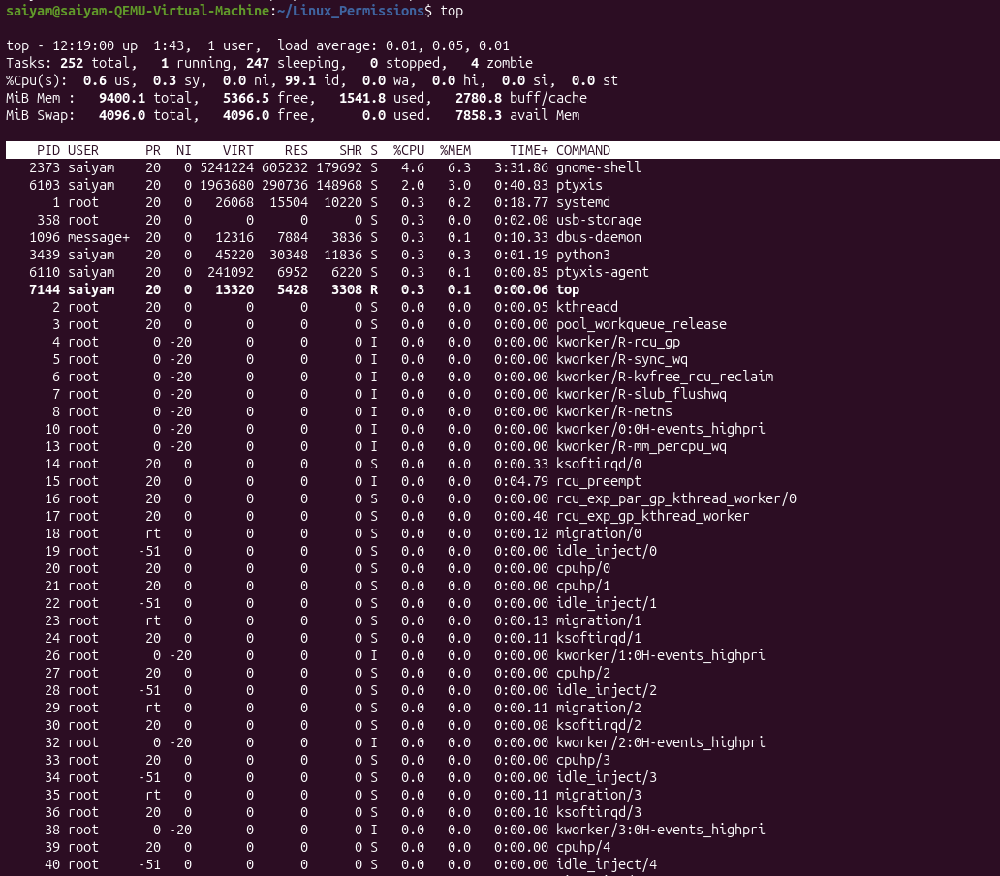 saiyam@saiyam-QEMU-Virtual-Machine:~/Linux_Permissions$ top
top - 12:19:00 up  1:43,  1 user,  load average: 0.01, 0.05, 0.01
Tasks: 252 total,   1 running, 247 sleeping,   0 stopped,   4 zombie
%Cpu(s):  0.6 us,  0.3 sy,  0.0 ni, 99.1 id,  0.0 wa,  0.0 hi,  0.0 si,  0.0 st
MiB Mem :   9400.1 total,   5366.5 free,   1541.8 used,   2780.8 buff/cache
MiB Swap:   4096.0 total,   4096.0 free,      0.0 used.   7858.3 avail Mem
PID USER      PR  NI    VIRT    RES    SHR S  %CPU  %MEM     TIME+ COMMAND
2373 saiyam    20   0 5241224 605232 179692 S   4.6   6.3   3:31.86 gnome-shell
6103 saiyam    20   0 1963680 290736 148968 S   2.0   3.0   0:40.83 ptyxis
1 root      20   0   26068  15504  10220 S   0.3   0.2   0:18.77 systemd
358 root      20   0       0      0      0 S   0.3   0.0   0:02.08 usb-storage
1096 message+  20   0   12316   7884   3836 S   0.3   0.1   0:10.33 dbus-daemon
3439 saiyam    20   0   45220  30348  11836 S   0.3   0.3   0:01.19 python3
6110 saiyam    20   0  241092   6952   6220 S   0.3   0.1   0:00.85 ptyxis-agent
7144 saiyam    20   0   13320   5428   3308 R   0.3   0.1   0:00.06 top
2 root      20   0       0      0      0 S   0.0   0.0   0:00.05 kthreadd
3 root      20   0       0      0      0 S   0.0   0.0   0:00.00 pool_workqueue_release
4 root       0 -20       0      0      0 I   0.0   0.0   0:00.00 kworker/R-rcu_gp
5 root       0 -20       0      0      0 I   0.0   0.0   0:00.00 kworker/R-sync_wq
6 root       0 -20       0      0      0 I   0.0   0.0   0:00.00 kworker/R-kvfree_rcu_reclaim
7 root       0 -20       0      0      0 I   0.0   0.0   0:00.00 kworker/R-slub_flushwq
8 root       0 -20       0      0      0 I   0.0   0.0   0:00.00 kworker/R-netns
10 root       0 -20       0      0      0 I   0.0   0.0   0:00.00 kworker/0:0H-events_highpri
13 root       0 -20       0      0      0 I   0.0   0.0   0:00.00 kworker/R-mm_percpu_wq
14 root      20   0       0      0      0 S   0.0   0.0   0:00.33 ksoftirqd/0
15 root      20   0       0      0      0 I   0.0   0.0   0:04.79 rcu_preempt
16 root      20   0       0      0      0 S   0.0   0.0   0:00.00 rcu_exp_par_gp_kthread_worker/0
17 root      20   0       0      0      0 S   0.0   0.0   0:00.40 rcu_exp_gp_kthread_worker
18 root      rt   0       0      0      0 S   0.0   0.0   0:00.12 migration/0
19 root     -51   0       0      0      0 S   0.0   0.0   0:00.00 idle_inject/0
20 root      20   0       0      0      0 S   0.0   0.0   0:00.00 cpuhp/0
21 root      20   0       0      0      0 S   0.0   0.0   0:00.00 cpuhp/1
22 root     -51   0       0      0      0 S   0.0   0.0   0:00.00 idle_inject/1
23 root      rt   0       0      0      0 S   0.0   0.0   0:00.13 migration/1
24 root      20   0       0      0      0 S   0.0   0.0   0:00.11 ksoftirqd/1
26 root       0 -20       0      0      0 I   0.0   0.0   0:00.00 kworker/1:0H-events_highpri
27 root      20   0       0      0      0 S   0.0   0.0   0:00.00 cpuhp/2
28 root     -51   0       0      0      0 S   0.0   0.0   0:00.00 idle_inject/2
29 root      rt   0       0      0      0 S   0.0   0.0   0:00.11 migration/2
30 root      20   0       0      0      0 S   0.0   0.0   0:00.08 ksoftirqd/2
32 root       0 -20       0      0      0 I   0.0   0.0   0:00.00 kworker/2:0H-events_highpri
33 root      20   0       0      0      0 S   0.0   0.0   0:00.00 cpuhp/3
34 root     -51   0       0      0      0 S   0.0   0.0   0:00.00 idle_inject/3
35 root      rt   0       0      0      0 S   0.0   0.0   0:00.11 migration/3
36 root      20   0       0      0      0 S   0.0   0.0   0:00.10 ksoftirqd/3
38 root       0 -20       0      0      0 I   0.0   0.0   0:00.00 kworker/3:0H-events_highpri
39 root      20   0       0      0      0 S   0.0   0.0   0:00.00 cpuhp/4
40 root     -51   0       0      0      0 S   0.0   0.0   0:00.00 idle_inject/4